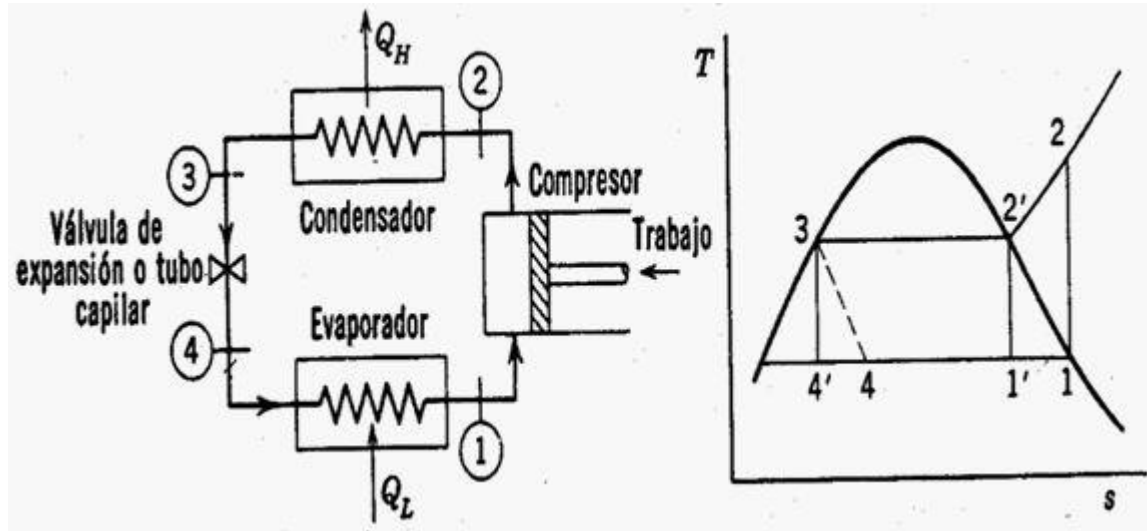 Q_H
2
3
Compresor
Condensador
Trabajo
Válvula de
expansión o tubo
capilar
Evaporador
4
1
Q_L
T
2
2'
3
4'
4
1'
1
s